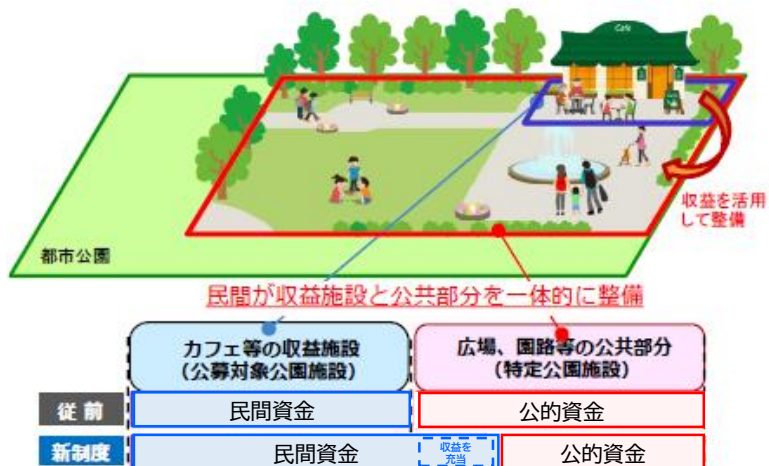 Cafe
収益を活用
して整備
都市公園
民間が収益施設と公共部分を一体的に整備
カフェ等の収益施設
(公募対象公園施設)
広場、園路等の公共部分
(特定公園施設)
従前
民間資金
公的資金
新制度
民間資金
収益を
充当
公的資金